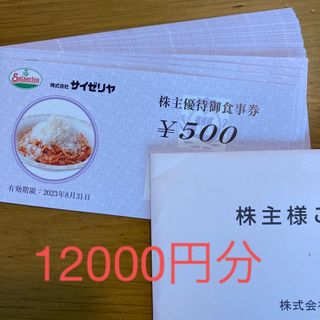 Saizeriya
株式会社 サイゼリヤ
株主優待御食事券
¥500
有効期限:2023年8月31日
株主様ご
12000円分
株式会